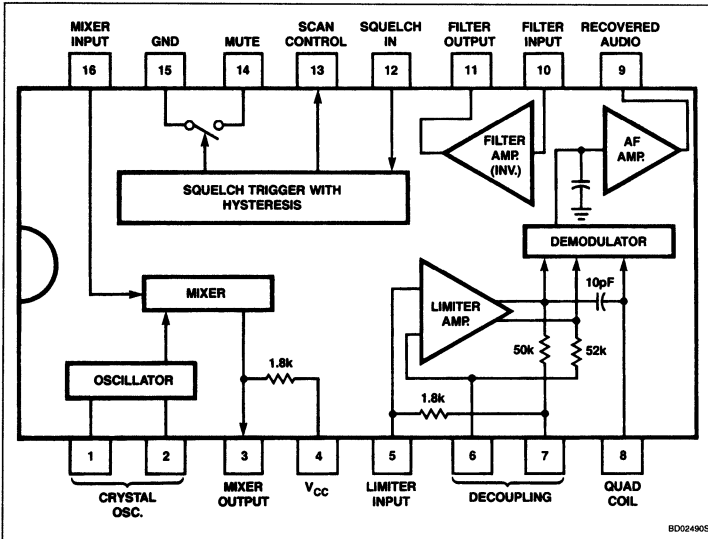 MIXER INPUT
GND
MUTE
SCAN CONTROL
SQUELCH IN
FILTER OUTPUT
FILTER INPUT
RECOVERED AUDIO
16
15
14
13
12
11
10
9
FILTER AMP. (INV.)
AF AMP.
SQUELCH TRIGGER WITH
HYSTERESIS
DEMODULATOR
MIXER
LIMITER AMP.
10pF
50k
52k
OSCILLATOR
1.8k
1.8k
1
2
3
4
5
6
7
8
CRYSTAL OSC.
MIXER OUTPUT
VCC
LIMITER INPUT
DECOUPLING
QUAD COIL
BD02490S